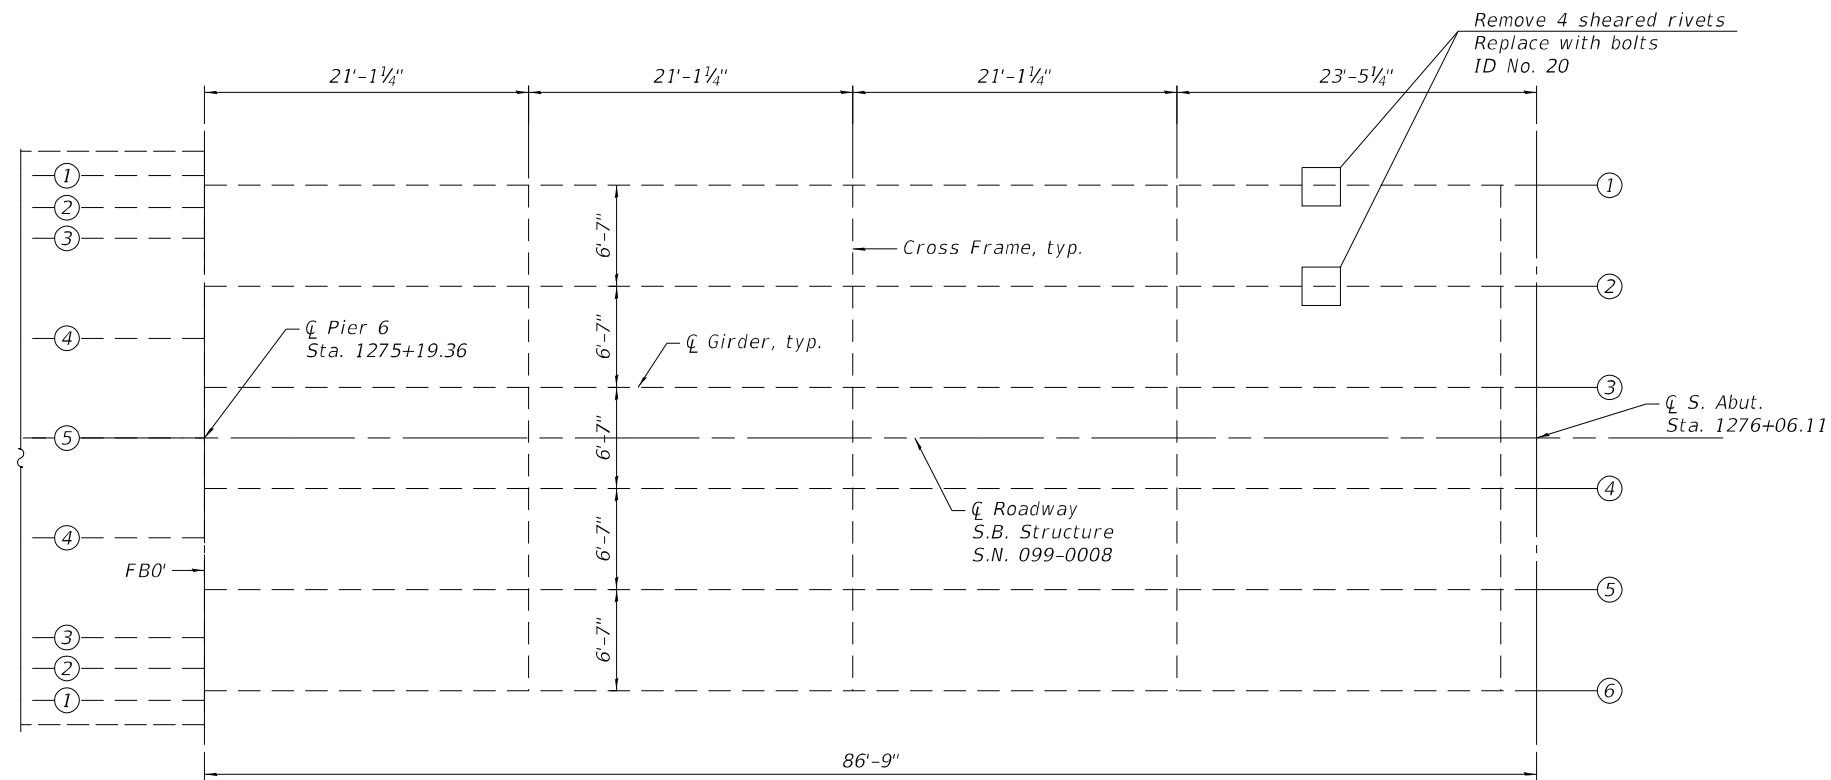 Remove 4 sheared rivets
Replace with bolts
ID No. 20
21'-1¼" 21'-1¼" 21'-1¼" 23'-5¼"
1
2
3
4
5
4
3
2
1
FB0'
℄ Pier 6
Sta. 1275+19.36
6'-7"
6'-7"
6'-7"
6'-7"
6'-7"
Cross Frame, typ.
℄ Girder, typ.
℄ Roadway
S.B. Structure
S.N. 099-0008
1
2
3
4
5
6
℄ S. Abut.
Sta. 1276+06.11
86'-9"